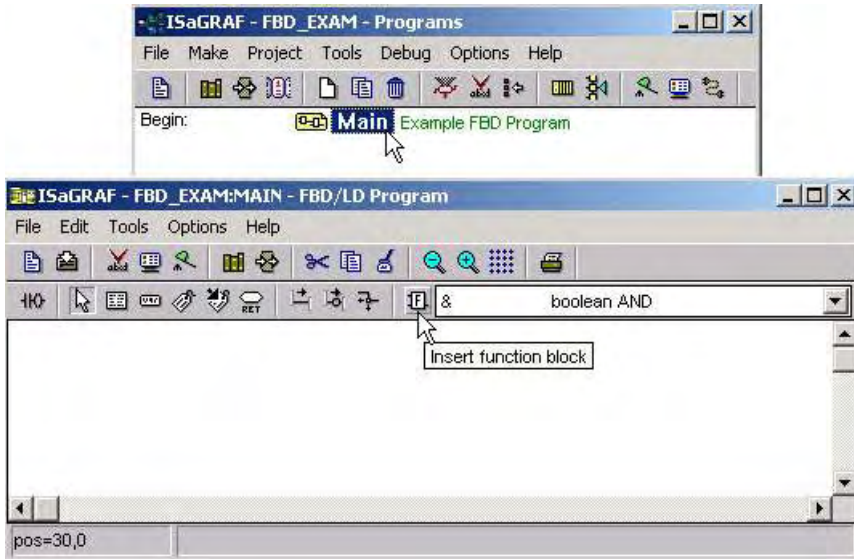 ISaGRAF - FBD_EXAM - Programs
File Make Project Tools Debug Options Help
Begin: Main Example FBD Program
ISaGRAF - FBD_EXAM:MAIN - FBD/LD Program
File Edit Tools Options Help
RET F & boolean AND
Insert function block
pos=30,0